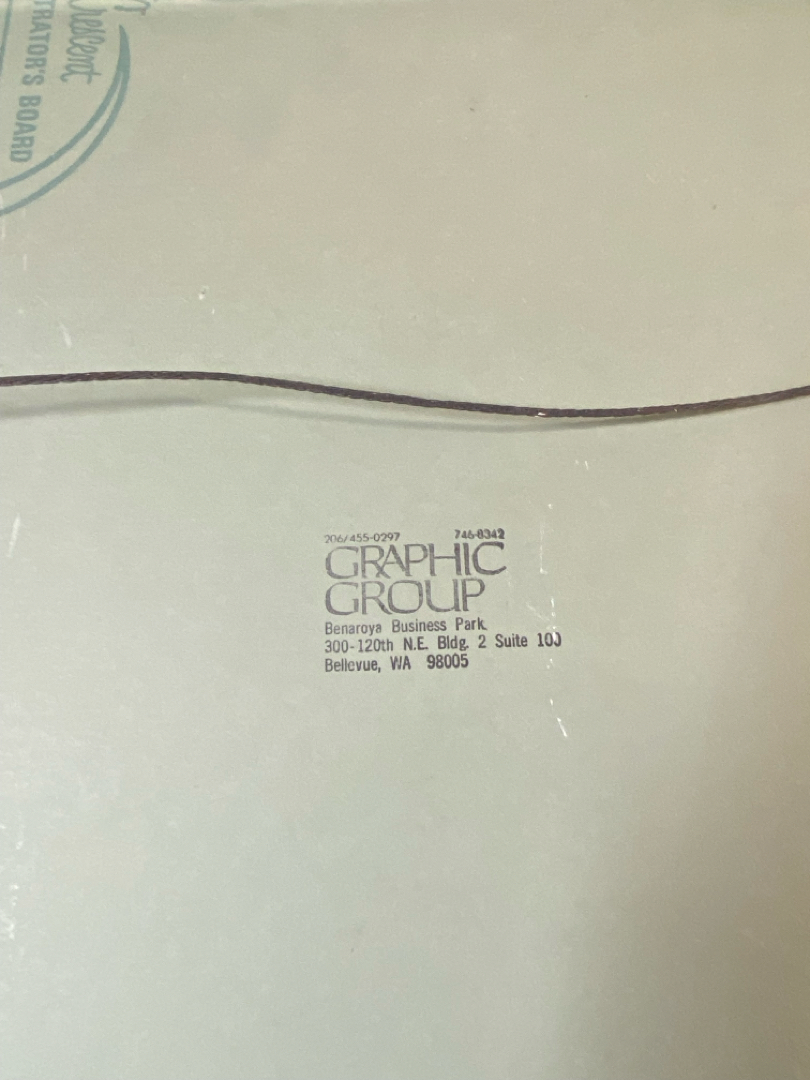 Crescent
TRATOR'S BOARD
206/455-0297 746-8342
GRAPHIC
GROUP
Benaroya Business Park
300-120th N.E. Bldg. 2 Suite 100
Bellevue, WA 98005